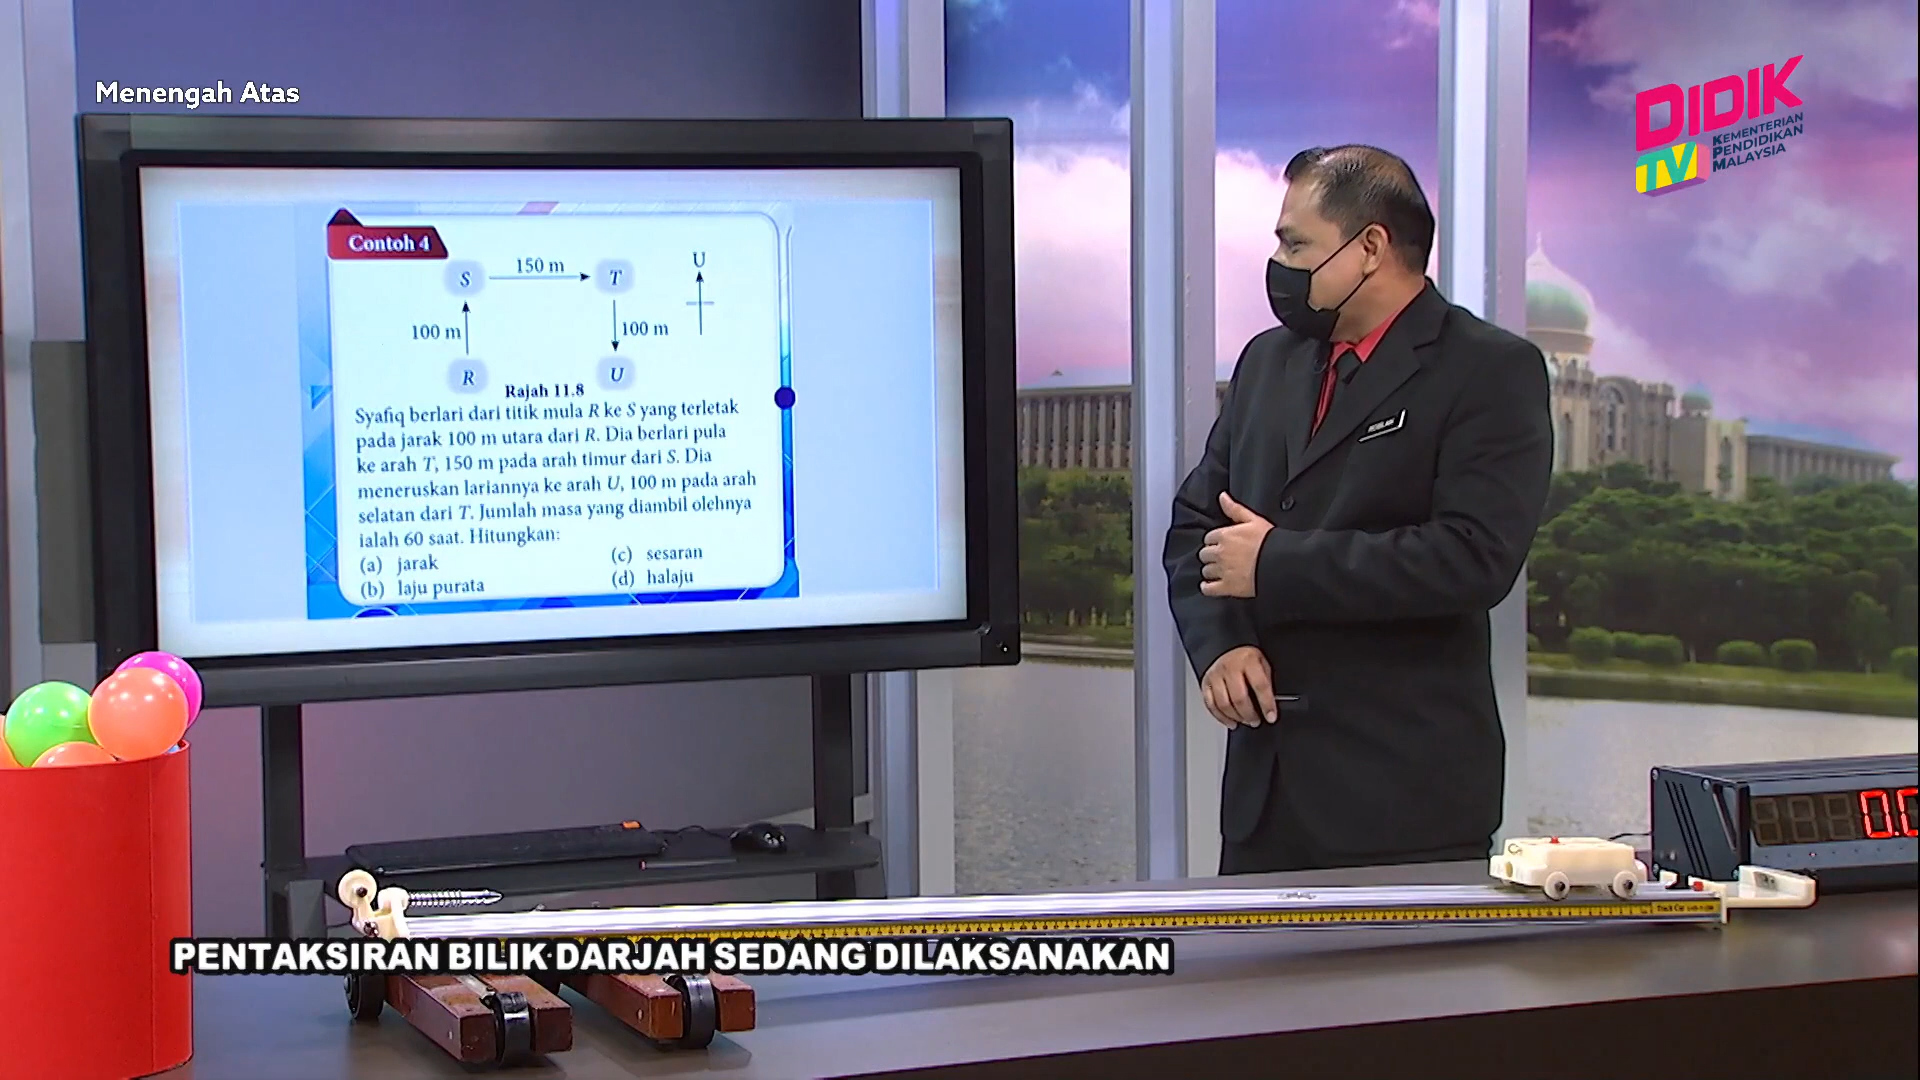 Menengah Atas
DIDIK
TV
KEMENTERIAN
PENDIDIKAN
MALAYSIA
Contoh 4
S
150 m
T
U
100 m
100 m
R
U
Rajah 11.8
Syafiq berlari dari titik mula R ke S yang terletak
pada jarak 100 m utara dari R. Dia berlari pula
ke arah T, 150 m pada arah timur dari S. Dia
meneruskan lariannya ke arah U, 100 m pada arah
selatan dari T. Jumlah masa yang diambil olehnya
ialah 60 saat. Hitungkan:
(a) jarak
(c) sesaran
(b) laju purata
(d) halaju
PENTAKSIRAN BILIK DARJAH SEDANG DILAKSANAKAN